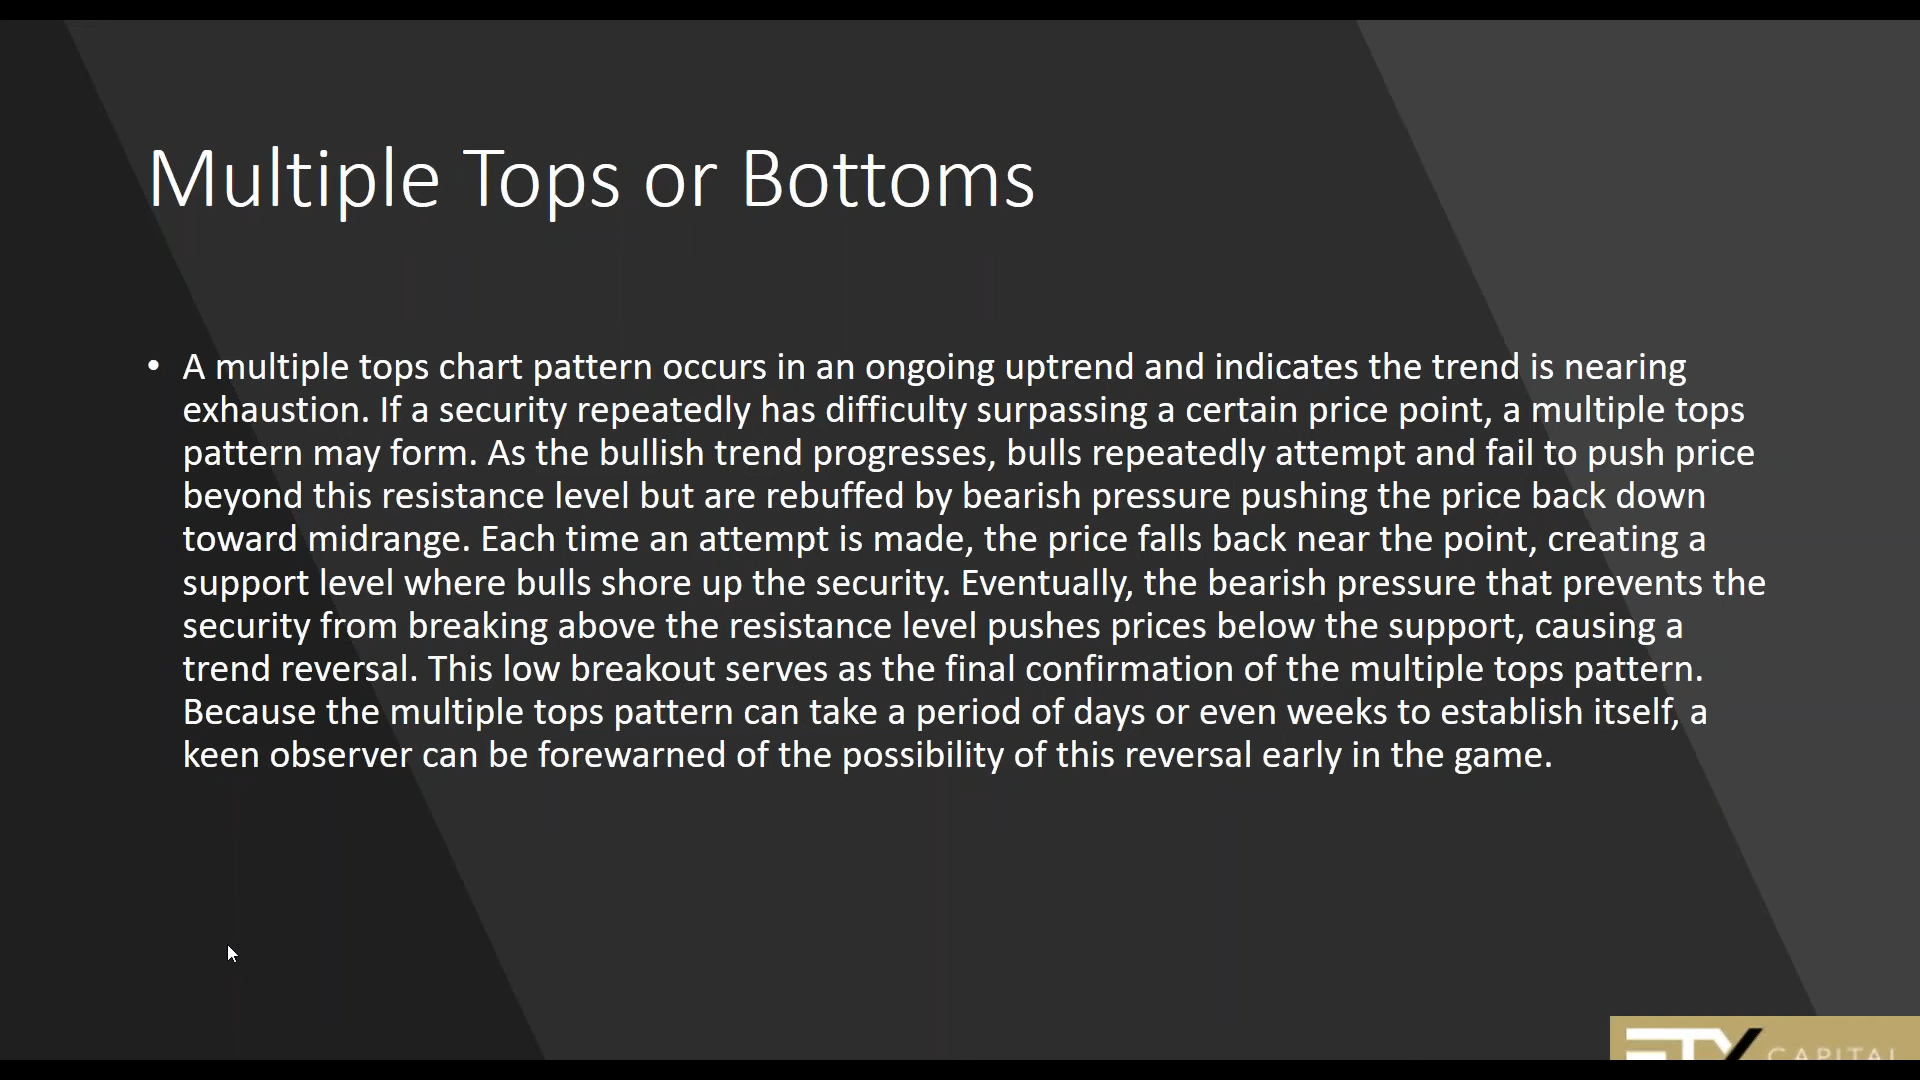 Multiple Tops or Bottoms
• A multiple tops chart pattern occurs in an ongoing uptrend and indicates the trend is nearing
exhaustion. If a security repeatedly has difficulty surpassing a certain price point, a multiple tops
pattern may form. As the bullish trend progresses, bulls repeatedly attempt and fail to push price
beyond this resistance level but are rebuffed by bearish pressure pushing the price back down
toward midrange. Each time an attempt is made, the price falls back near the point, creating a
support level where bulls shore up the security. Eventually, the bearish pressure that prevents the
security from breaking above the resistance level pushes prices below the support, causing a
trend reversal. This low breakout serves as the final confirmation of the multiple tops pattern.
Because the multiple tops pattern can take a period of days or even weeks to establish itself, a
keen observer can be forewarned of the possibility of this reversal early in the game.
CAPITAL